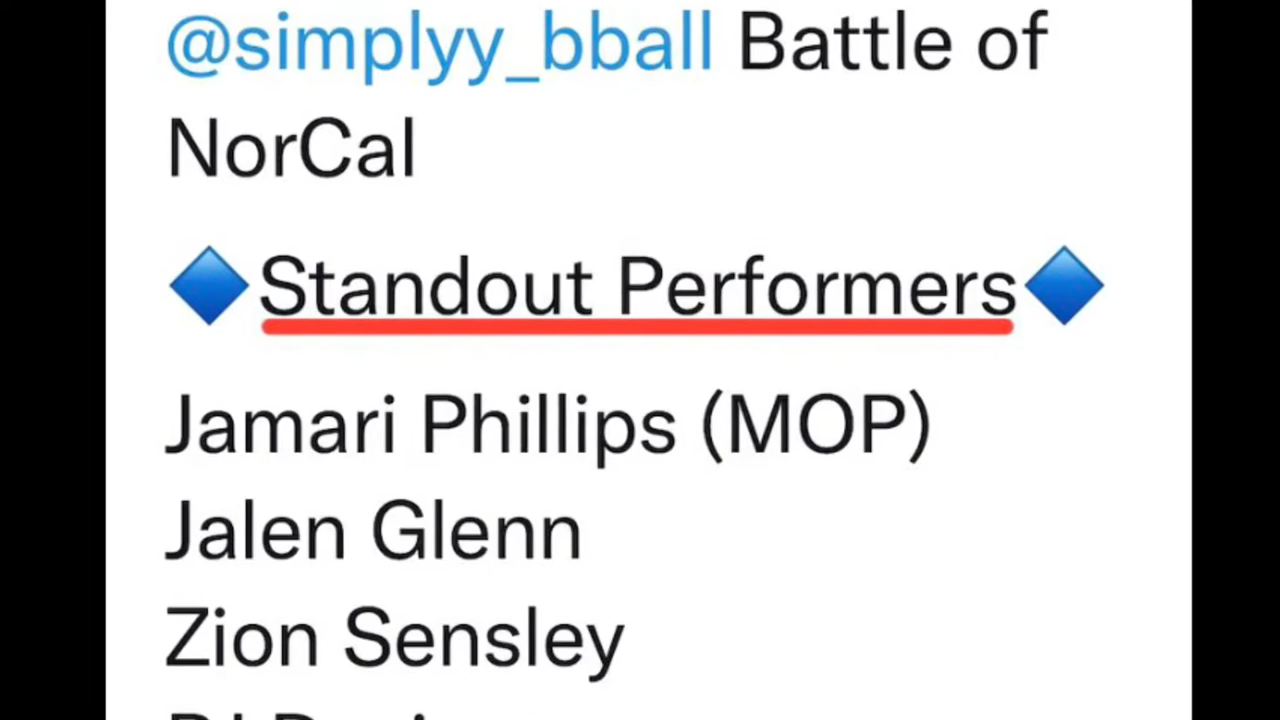 @simplyy_bball Battle of
NorCal
🔷Standout Performers🔷
Jamari Phillips (MOP)
Jalen Glenn
Zion Sensley